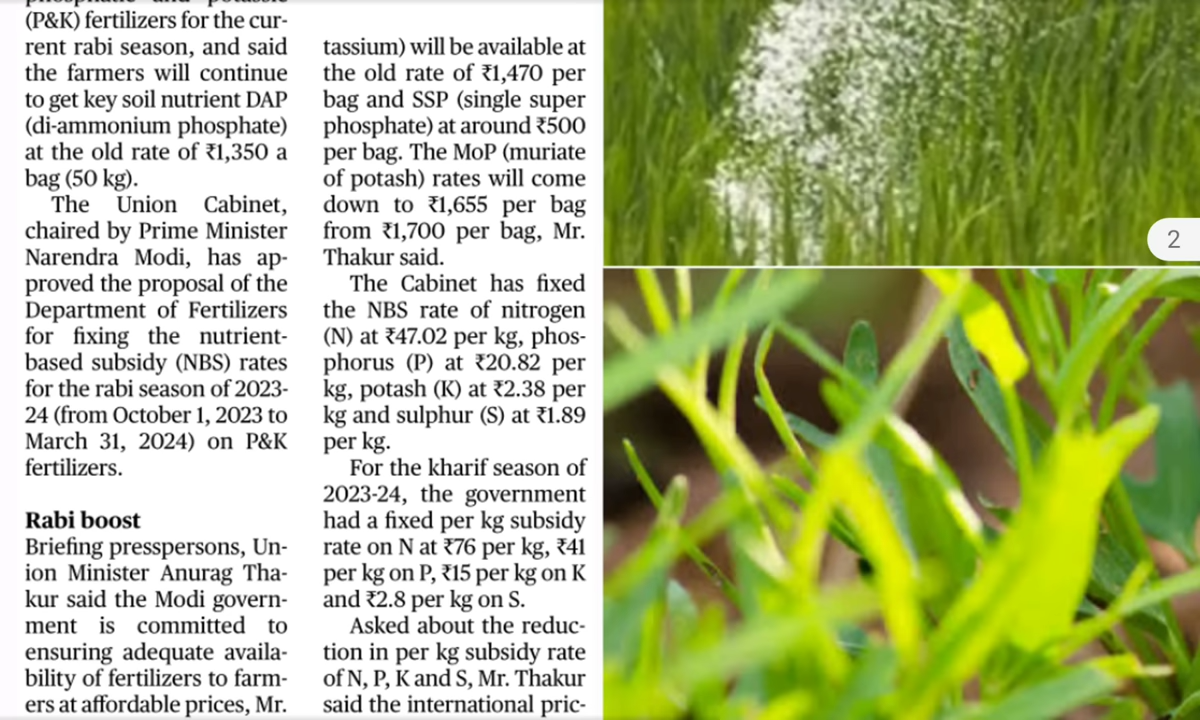 phosphatic and potassic
(P&K) fertilizers for the cur-
rent rabi season, and said
the farmers will continue
to get key soil nutrient DAP
(di-ammonium phosphate)
at the old rate of ₹1,350 a
bag (50 kg).
The Union Cabinet,
chaired by Prime Minister
Narendra Modi, has ap-
proved the proposal of the
Department of Fertilizers
for fixing the nutrient-
based subsidy (NBS) rates
for the rabi season of 2023-
24 (from October 1, 2023 to
March 31, 2024) on P&K
fertilizers.
Rabi boost
Briefing presspersons, Un-
ion Minister Anurag Tha-
kur said the Modi govern-
ment is committed to
ensuring adequate availa-
bility of fertilizers to farm-
ers at affordable prices, Mr.
tassium) will be available at
the old rate of ₹1,470 per
bag and SSP (single super
phosphate) at around ₹500
per bag. The MoP (muriate
of potash) rates will come
down to ₹1,655 per bag
from ₹1,700 per bag, Mr.
Thakur said.
The Cabinet has fixed
the NBS rate of nitrogen
(N) at ₹47.02 per kg, phos-
phorus (P) at ₹20.82 per
kg, potash (K) at ₹2.38 per
kg and sulphur (S) at ₹1.89
per kg.
For the kharif season of
2023-24, the government
had a fixed per kg subsidy
rate on N at ₹76 per kg, ₹41
per kg on P, ₹15 per kg on K
and ₹2.8 per kg on S.
Asked about the reduc-
tion in per kg subsidy rate
of N, P, K and S, Mr. Thakur
said the international pric-
2